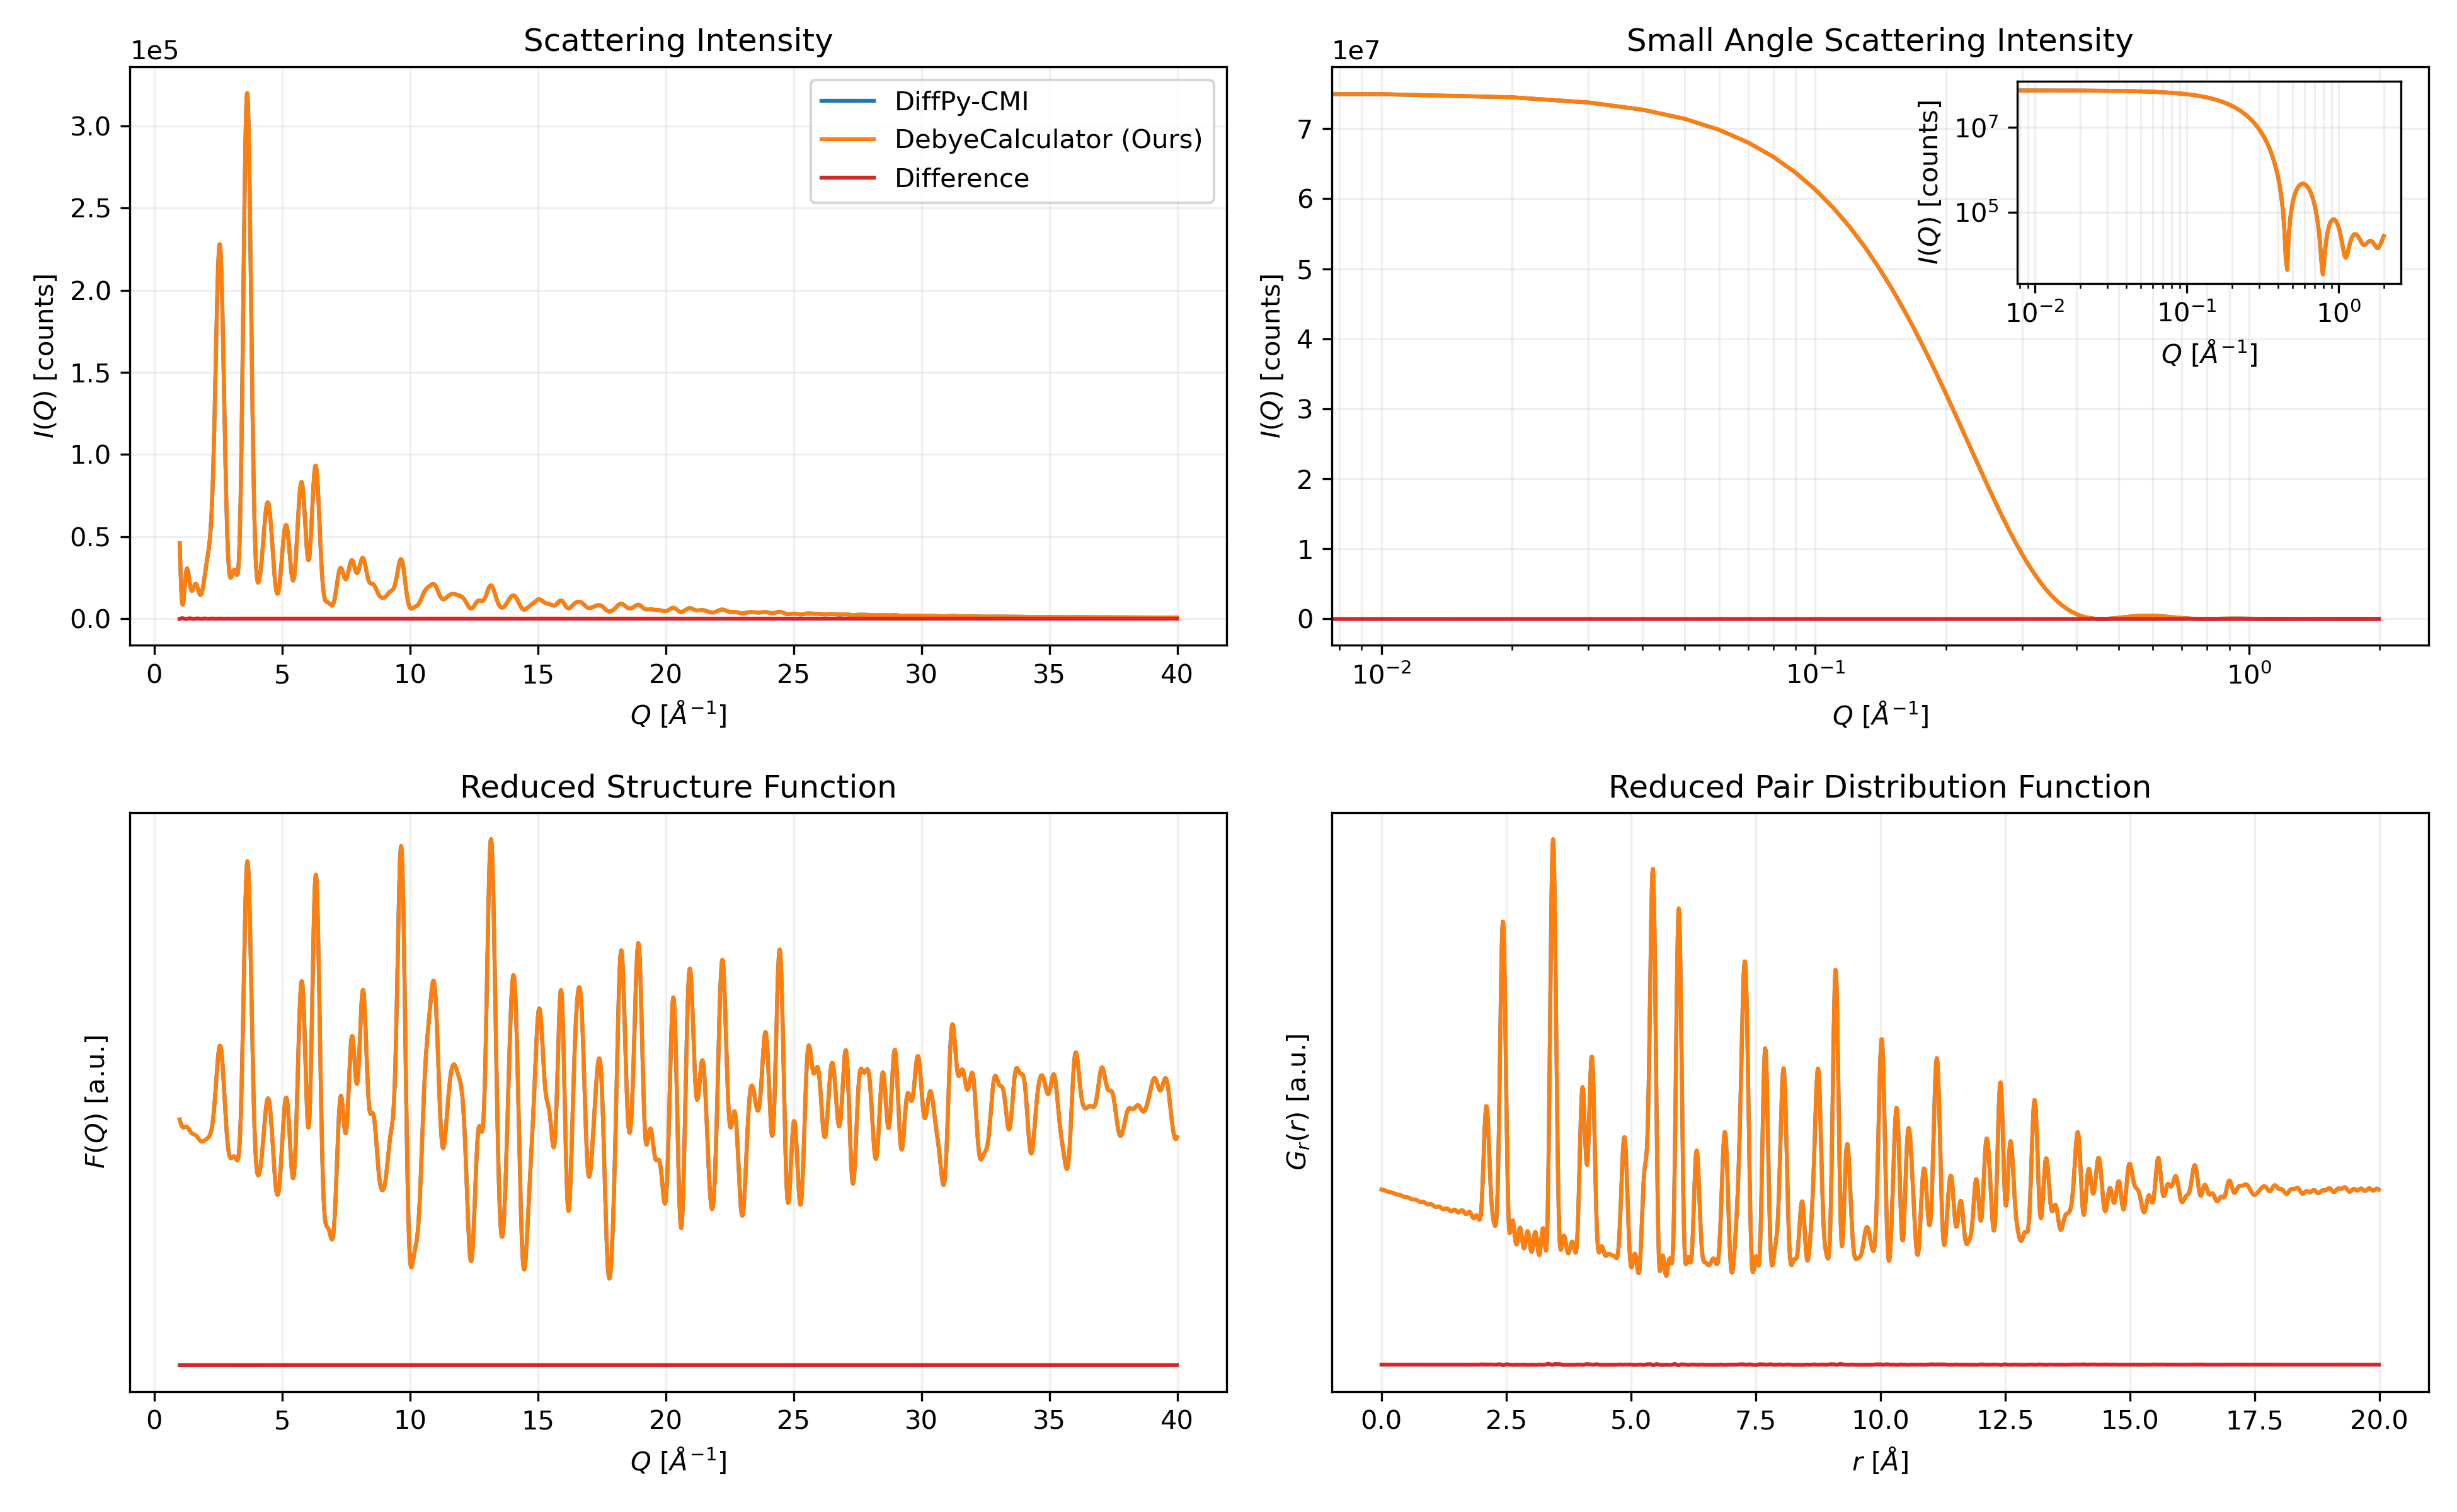 Scattering Intensity
1e5
I(Q) [counts]
3.0
2.5
2.0
1.5
1.0
0.5
0.0
DiffPy-CMI
DebyeCalculator (Ours)
Difference
0 5 10 15 20 25 30 35 40
Q [Å⁻¹]
Small Angle Scattering Intensity
1e7
I(Q) [counts]
7
6
5
4
3
2
1
0
10⁻² 10⁻¹ 10⁰
Q [Å⁻¹]
I(Q) [counts]
10⁷
10⁵
10⁻² 10⁻¹ 10⁰
Q [Å⁻¹]
Reduced Structure Function
F(Q) [a.u.]
0 5 10 15 20 25 30 35 40
Q [Å⁻¹]
Reduced Pair Distribution Function
Gᵣ(r) [a.u.]
0.0 2.5 5.0 7.5 10.0 12.5 15.0 17.5 20.0
r [Å]